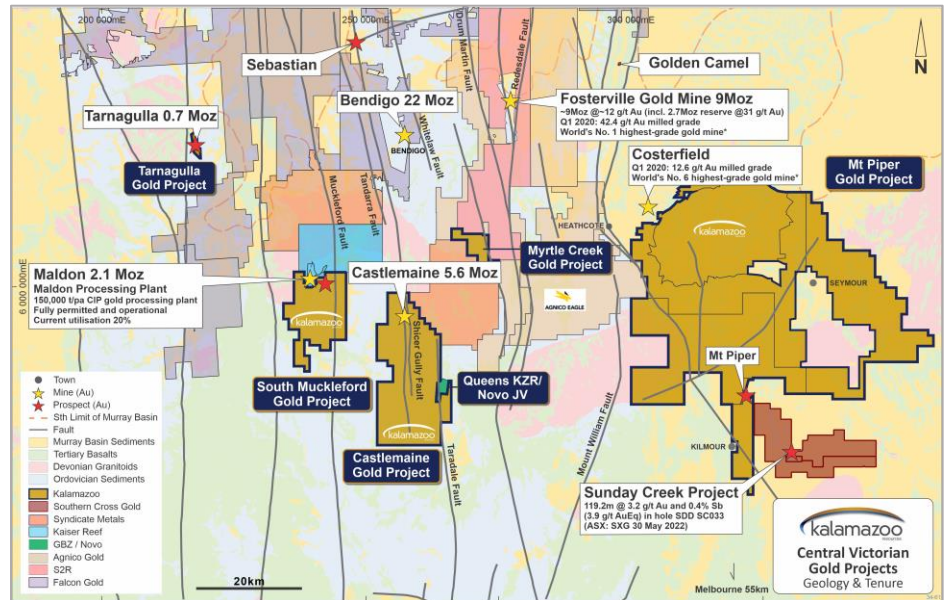 200 000mE
250 000mE
300 000mE
N
Sebastian
Drum Martin Fault
Redesdale Fault
Golden Camel
Bendigo 22 Moz
BENDIGO
Whitelaw Fault
Fosterville Gold Mine 9Moz
~9Moz @~12 g/t Au (incl. 2.7Moz reserve @31 g/t Au)
Q1 2020: 42.4 g/t Au milled grade
World's No. 1 highest-grade gold mine*
Tarnagulla 0.7 Moz
Tarnagulla
Gold Project
Costerfield
Q1 2020: 12.6 g/t Au milled grade
World's No. 6 highest-grade gold mine*
Mt Piper
Gold Project
Muckleford Fault
Tandarra Fault
HEATHCOTE
kalamazoo
Myrtle Creek
Gold Project
6 000 000mE
Maldon 2.1 Moz
Maldon Processing Plant
150,000 t/pa CIP gold processing plant
Fully permitted and operational
Current utilisation 20%
Castlemaine 5.6 Moz
AGNICO EAGLE
SEYMOUR
kalamazoo
Shicer Gully Fault
Mt Piper
South Muckleford
Gold Project
Queens KZR/
Novo JV
kalamazoo
Castlemaine
Gold Project
Taradale Fault
Mount William Fault
KILMOUR
Sunday Creek Project
119.2m @ 3.2 g/t Au and 0.4% Sb
(3.9 g/t AuEq) in hole SDD SC033
(ASX: SXG 30 May 2022)
Town
Mine (Au)
Prospect (Au)
Sth Limit of Murray Basin
Fault
Murray Basin Sediments
Tertiary Basalts
Devonian Granitoids
Ordovician Sediments
Kalamazoo
Southern Cross Gold
Syndicate Metals
Kaiser Reef
GBZ / Novo
Agnico Gold
S2R
Falcon Gold
20km
Melbourne 55km
kalamazoo
RESOURCES
Central Victorian
Gold Projects
Geology & Tenure